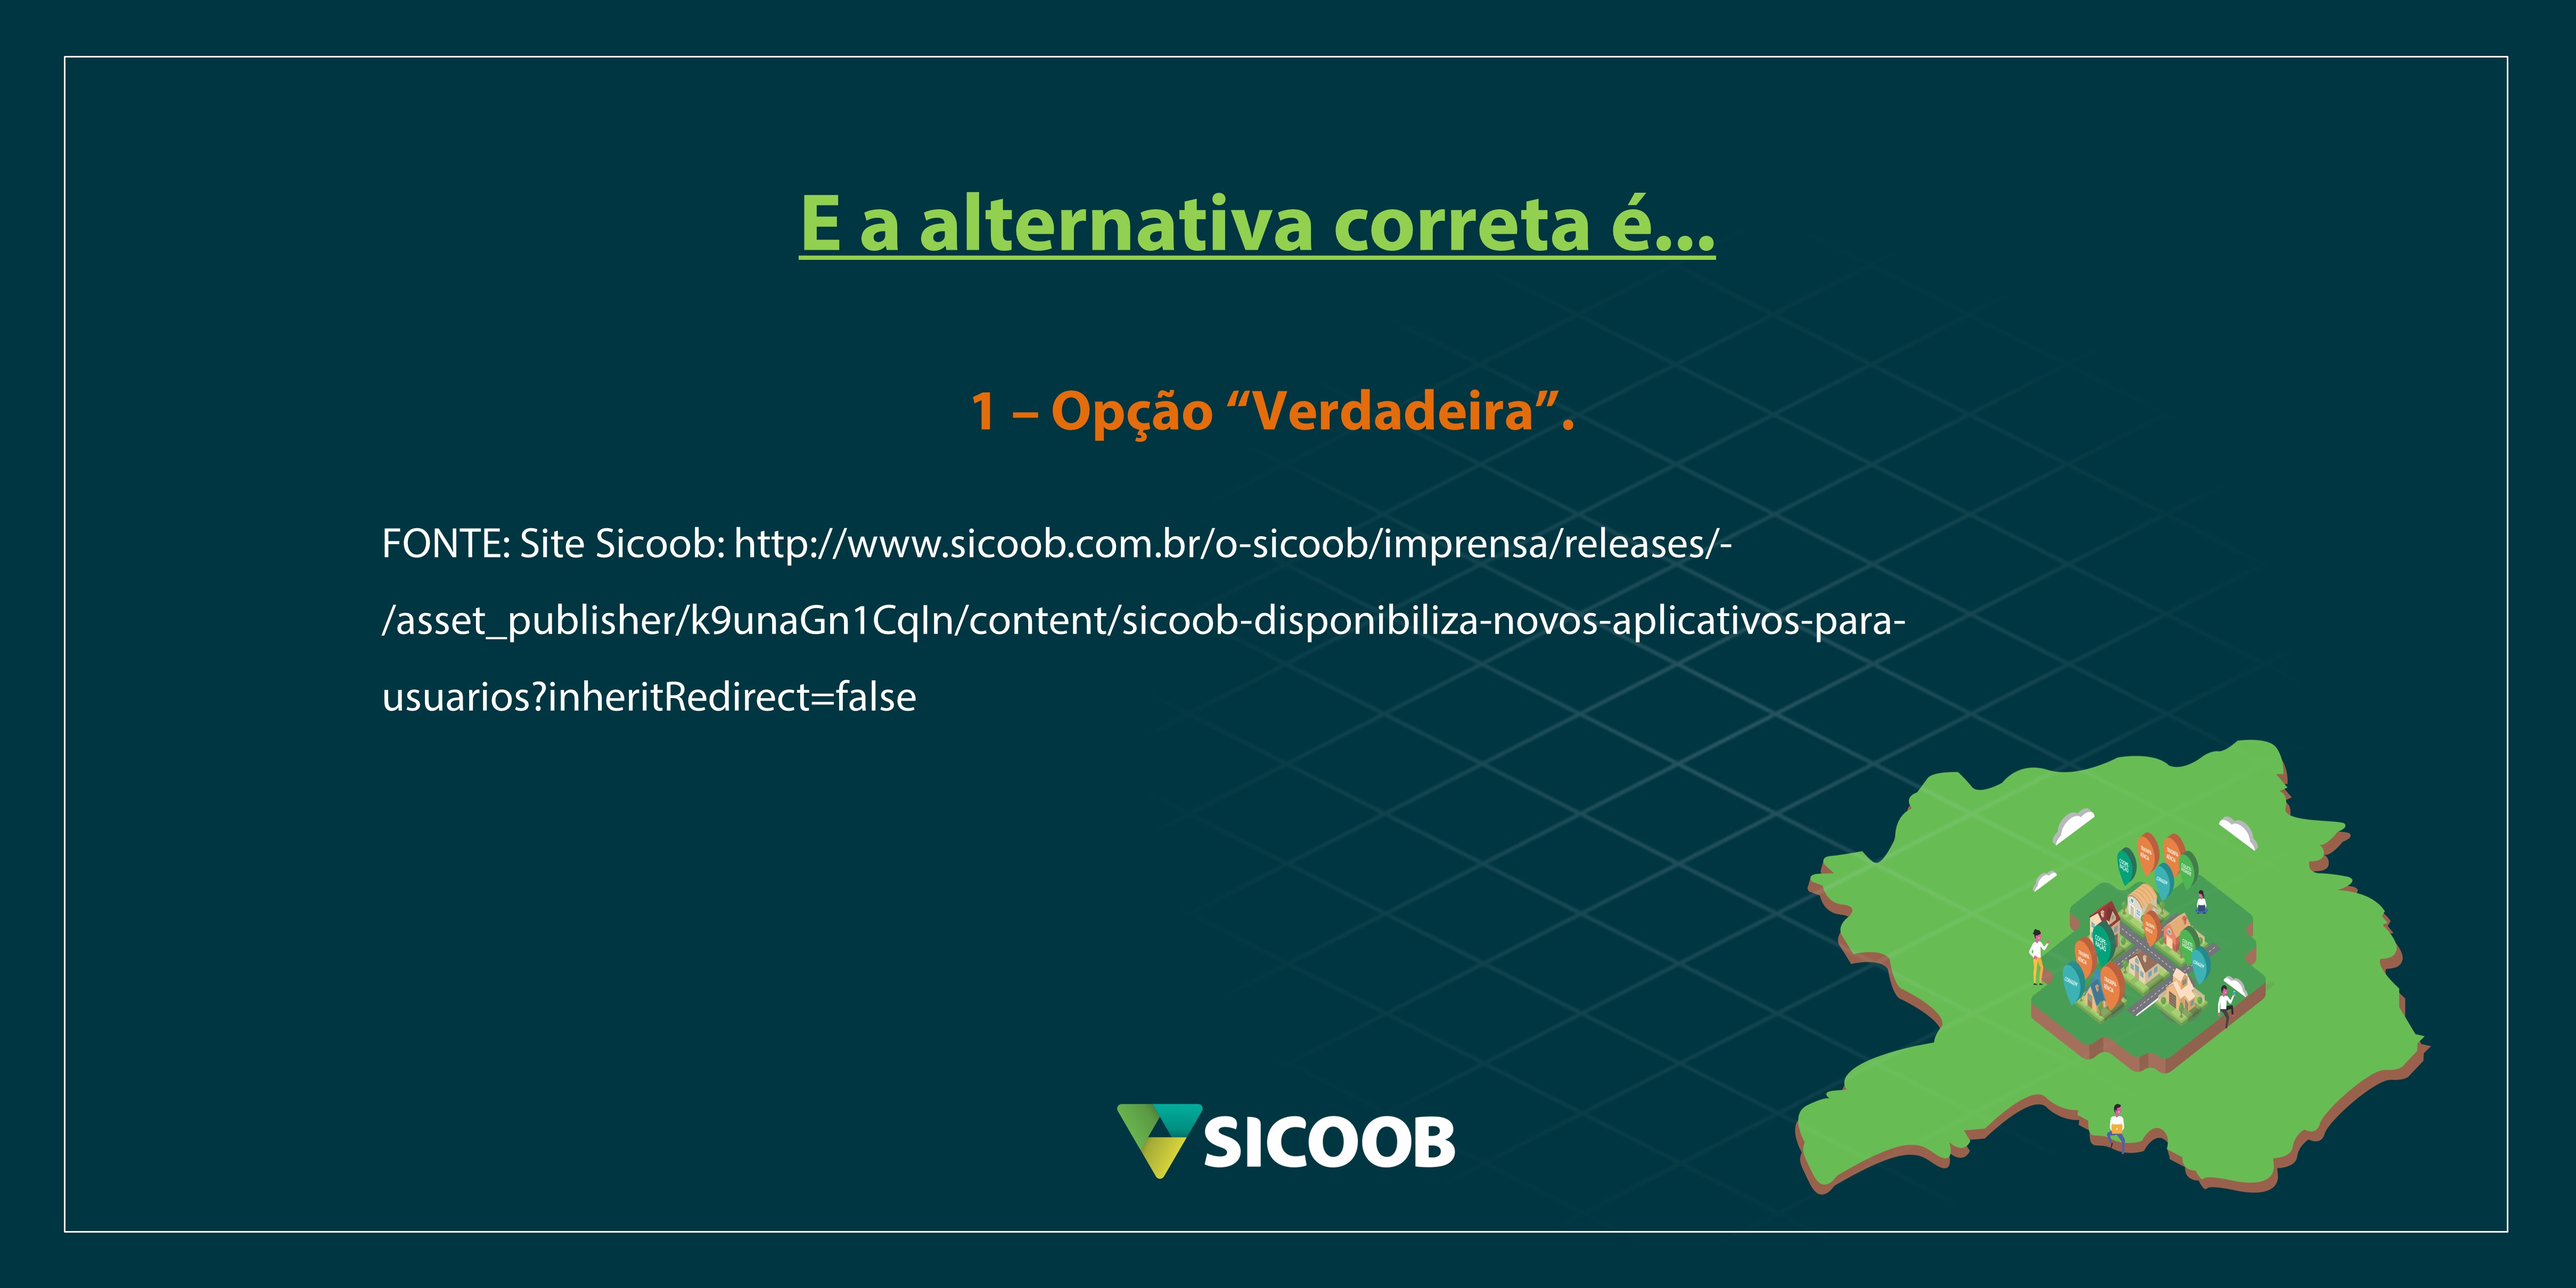 E a alternativa correta é...
1 – Opção “Verdadeira”.
FONTE: Site Sicoob: http://www.sicoob.com.br/o-sicoob/imprensa/releases/-
/asset_publisher/k9unaGn1CqIn/content/sicoob-disponibiliza-novos-aplicativos-para-
usuarios?inheritRedirect=false
SICOOB